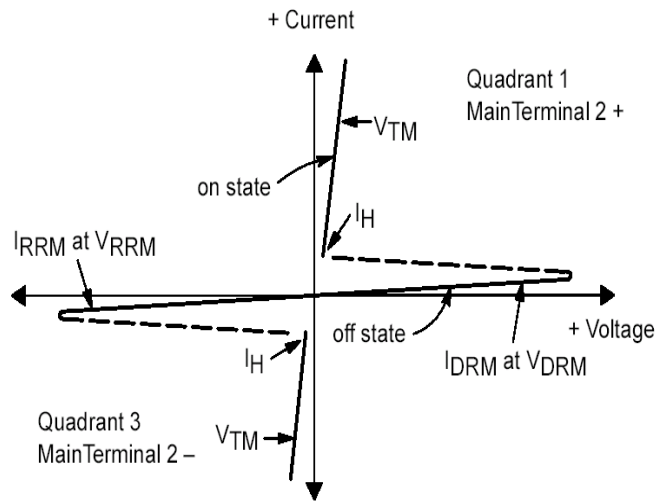 + Current
Quadrant 1
MainTerminal 2 +
VTM
on state
IH
IRRM at VRRM
off state
+ Voltage
IH
IDRM at VDRM
Quadrant 3
MainTerminal 2 –
VTM